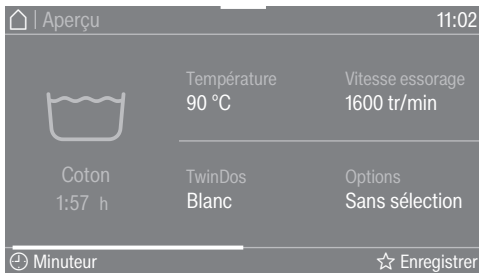 | Aperçu 11:02
Température Vitesse essorage
90 °C 1600 tr/min
Coton TwinDos Options
1:57 h Blanc Sans sélection
Minuteur Enregistrer